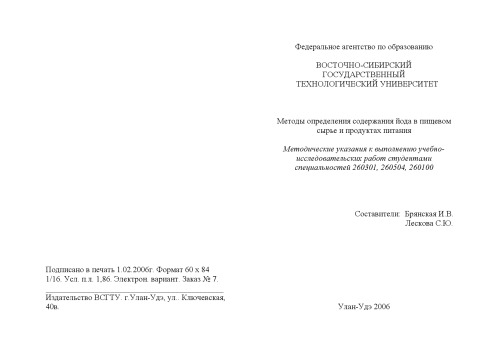 Федеральное агентство по образованию
ВОСТОЧНО-СИБИРСКИЙ
ГОСУДАРСТВЕННЫЙ
ТЕХНОЛОГИЧЕСКИЙ УНИВЕРСИТЕТ
Методы определения содержания йода в пищевом
сырье и продуктах питания
Методические указания к выполнению учебно-
исследовательских работ студентами
специальностей 260301, 260504, 260100
Составители: Брянская И.В.
Лескова С.Ю.
Улан-Удэ 2006
Подписано в печать 1.02.2006г. Формат 60 х 84
1/16. Усл. п.л. 1,86. Электрон. вариант. Заказ № 7.
Издательство ВСГТУ. г.Улан-Удэ, ул.. Ключевская,
40в.